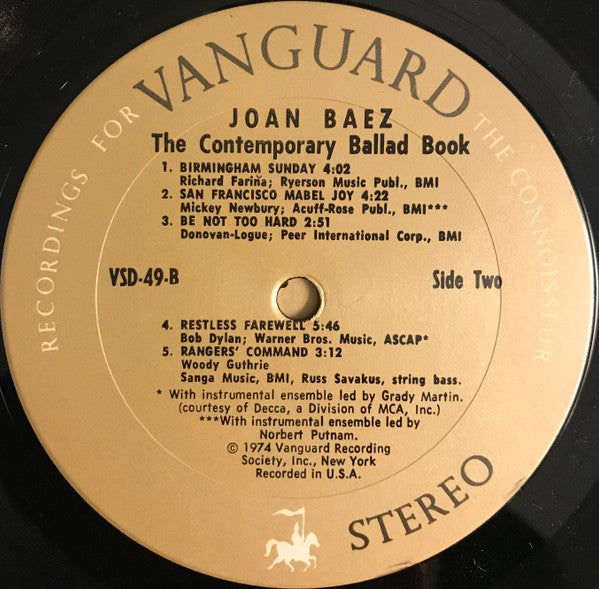 RECORDINGS FOR VANGUARD THE CONNOISSEUR
JOAN BAEZ
The Contemporary Ballad Book
1. BIRMINGHAM SUNDAY 4:02
Richard Fariña; Ryerson Music Publ., BMI
2. SAN FRANCISCO MABEL JOY 4:22
Mickey Newbury; Acuff-Rose Publ., BMI***
3. BE NOT TOO HARD 2:51
Donovan-Logue; Peer International Corp., BMI
VSD-49-B Side Two
4. RESTLESS FAREWELL 5:46
Bob Dylan; Warner Bros. Music, ASCAP*
5. RANGERS' COMMAND 3:12
Woody Guthrie
Sanga Music, BMI, Russ Savakus, string bass.
* With instrumental ensemble led by Grady Martin.
(courtesy of Decca, a Division of MCA, Inc.)
***With instrumental ensemble led by
Norbert Putnam.
© 1974 Vanguard Recording
Society, Inc., New York
Recorded in U.S.A.
STEREO